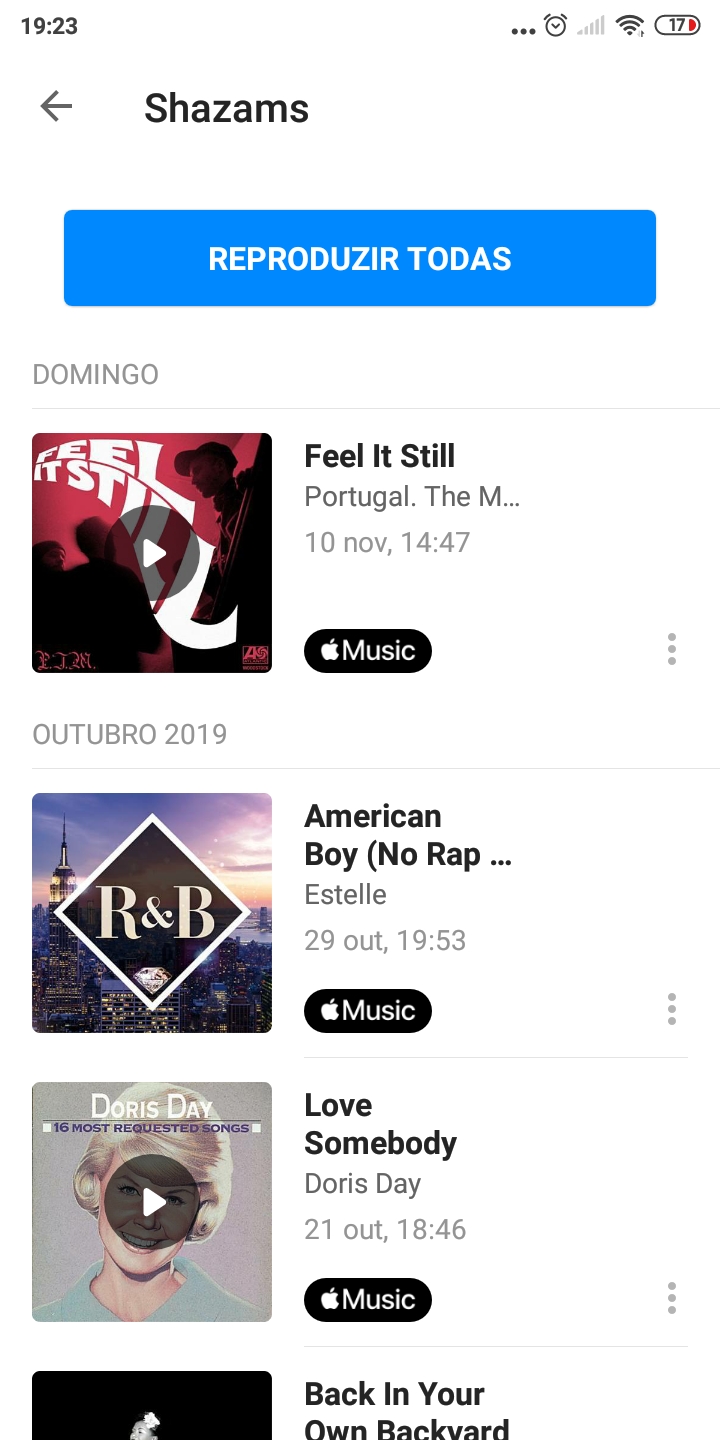 19:23
17
Shazams
REPRODUZIR TODAS
DOMINGO
FEEL
IT STILL
P.T.M.
ATLANTIC
Feel It Still
Portugal. The M…
10 nov, 14:47
Music
OUTUBRO 2019
R&B
American
Boy (No Rap …
Estelle
29 out, 19:53
Music
DORIS DAY
16 MOST REQUESTED SONGS
Love
Somebody
Doris Day
21 out, 18:46
Music
Back In Your
Own Backyard